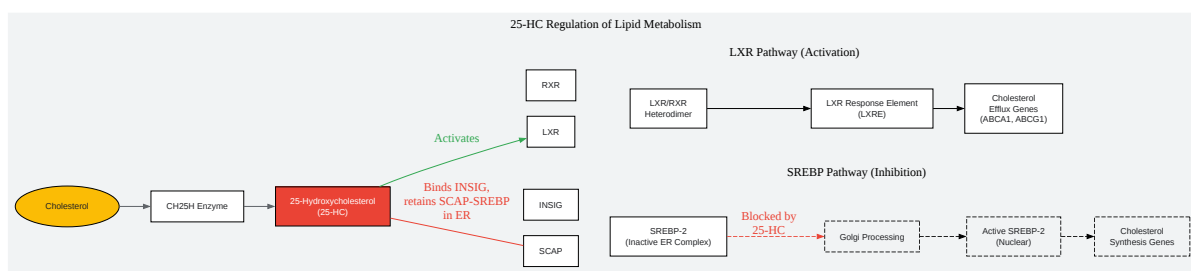 25-HC Regulation of Lipid Metabolism
LXR Pathway (Activation)
RXR
LXR/RXR
Heterodimer
LXR Response Element
(LXRE)
Cholesterol
Efflux Genes
(ABCA1, ABCG1)
LXR
Activates
SREBP Pathway (Inhibition)
Cholesterol
CH25H Enzyme
25-Hydroxycholesterol
(25-HC)
Binds INSIG,
retains SCAP-SREBP
in ER
INSIG
SCAP
SREBP-2
(Inactive ER Complex)
Blocked by
25-HC
Golgi Processing
Active SREBP-2
(Nuclear)
Cholesterol
Synthesis Genes